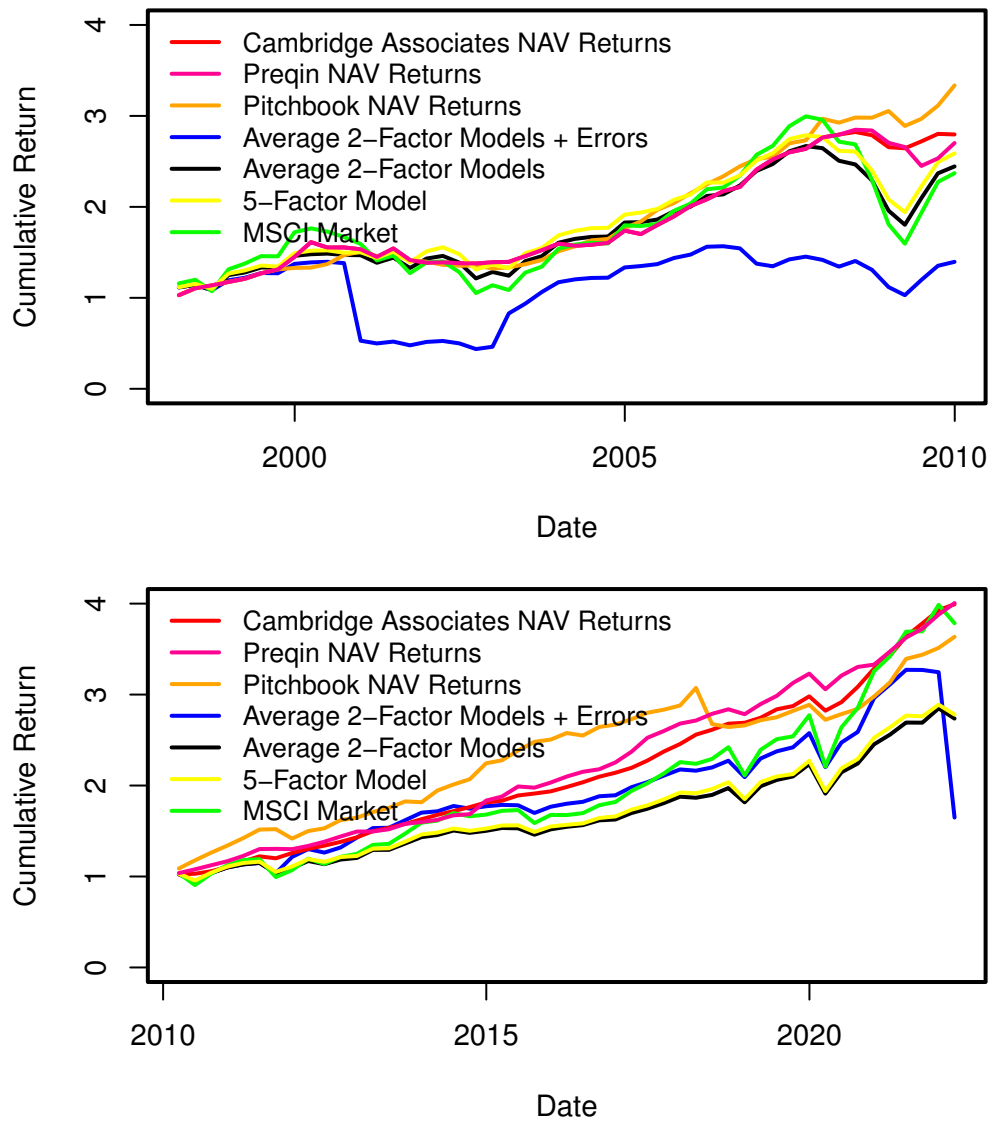 4
3
2
1
0
Cumulative Return
Cambridge Associates NAV Returns
Preqin NAV Returns
Pitchbook NAV Returns
Average 2−Factor Models + Errors
Average 2−Factor Models
5−Factor Model
MSCI Market
2000 2005 2010
Date
4
3
2
1
0
Cumulative Return
Cambridge Associates NAV Returns
Preqin NAV Returns
Pitchbook NAV Returns
Average 2−Factor Models + Errors
Average 2−Factor Models
5−Factor Model
MSCI Market
2010 2015 2020
Date